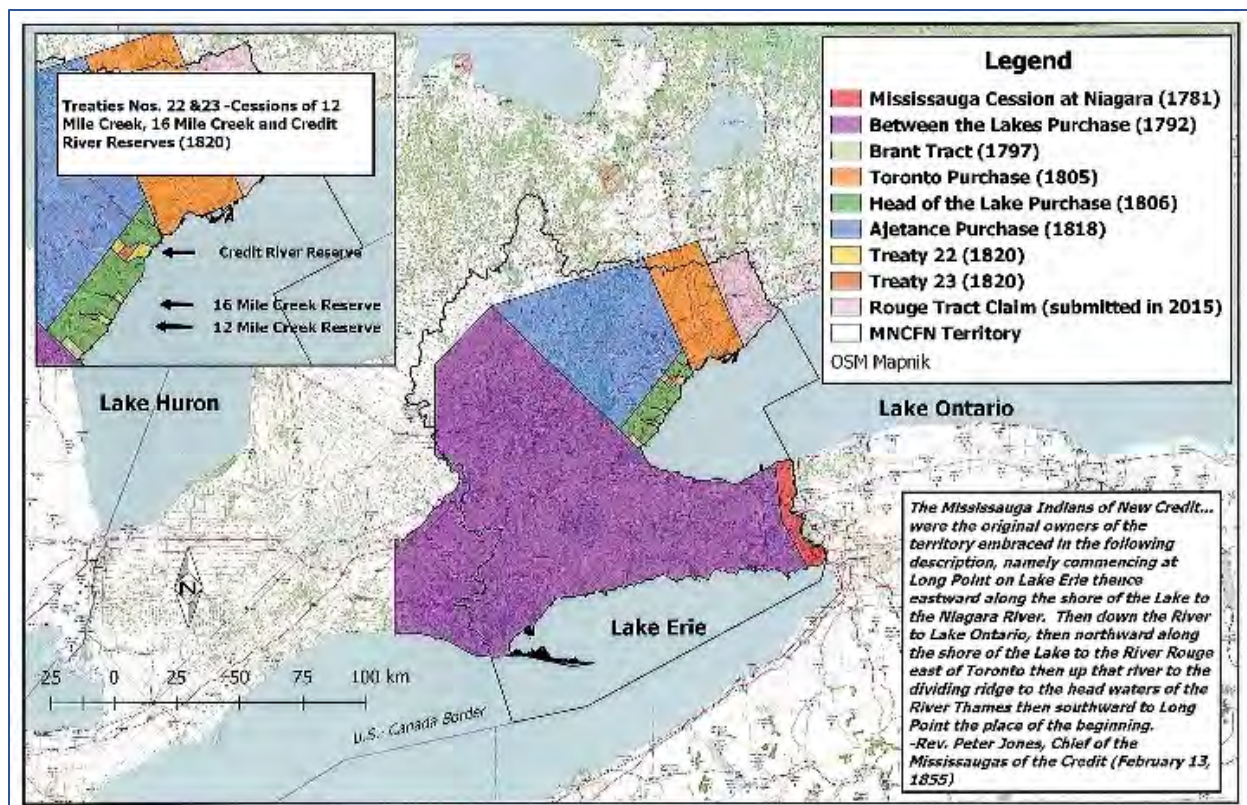 Treaties Nos. 22 &23 -Cessions of 12
Mile Creek, 16 Mile Creek and Credit
River Reserves (1820)
Credit River Reserve
16 Mile Creek Reserve
12 Mile Creek Reserve
Legend
Mississauga Cession at Niagara (1781)
Between the Lakes Purchase (1792)
Brant Tract (1797)
Toronto Purchase (1805)
Head of the Lake Purchase (1806)
Ajetance Purchase (1818)
Treaty 22 (1820)
Treaty 23 (1820)
Rouge Tract Claim (submitted in 2015)
MNCFN Territory
OSM Mapnik
Lake Huron
Lake Ontario
Lake Erie
N
25 0 25 50 75 100 km
U.S.- Canada Border
The Mississauga Indians of New Credit...
were the original owners of the
territory embraced in the following
description, namely commencing at
Long Point on Lake Erie thence
eastward along the shore of the Lake to
the Niagara River. Then down the River
to Lake Ontario, then northward along
the shore of the Lake to the River Rouge
east of Toronto then up that river to the
dividing ridge to the head waters of the
River Thames then southward to Long
Point the place of the beginning.
-Rev. Peter Jones, Chief of the
Mississaugas of the Credit (February 13,
1855)